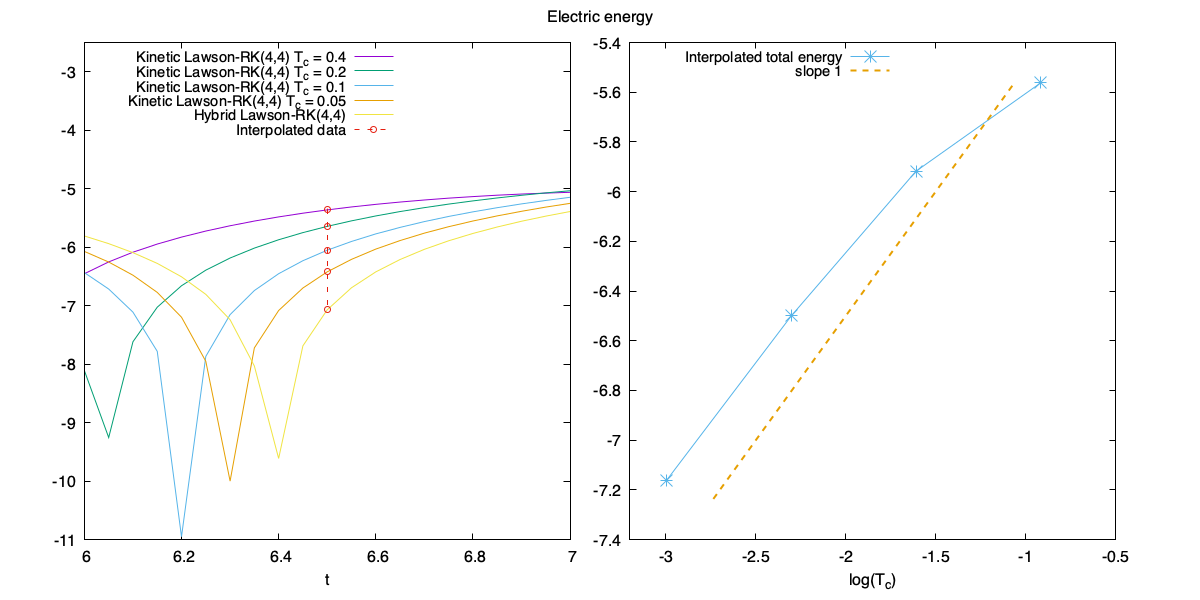 Electric energy
Kinetic Lawson-RK(4,4) Tc = 0.4
Kinetic Lawson-RK(4,4) Tc = 0.2
Kinetic Lawson-RK(4,4) Tc = 0.1
Kinetic Lawson-RK(4,4) Tc = 0.05
Hybrid Lawson-RK(4,4)
Interpolated data
-3
-4
-5
-6
-7
-8
-9
-10
-11
6 6.2 6.4 6.6 6.8 7
t
Interpolated total energy
slope 1
-5.4
-5.6
-5.8
-6
-6.2
-6.4
-6.6
-6.8
-7
-7.2
-7.4
-3 -2.5 -2 -1.5 -1 -0.5
log(Tc)